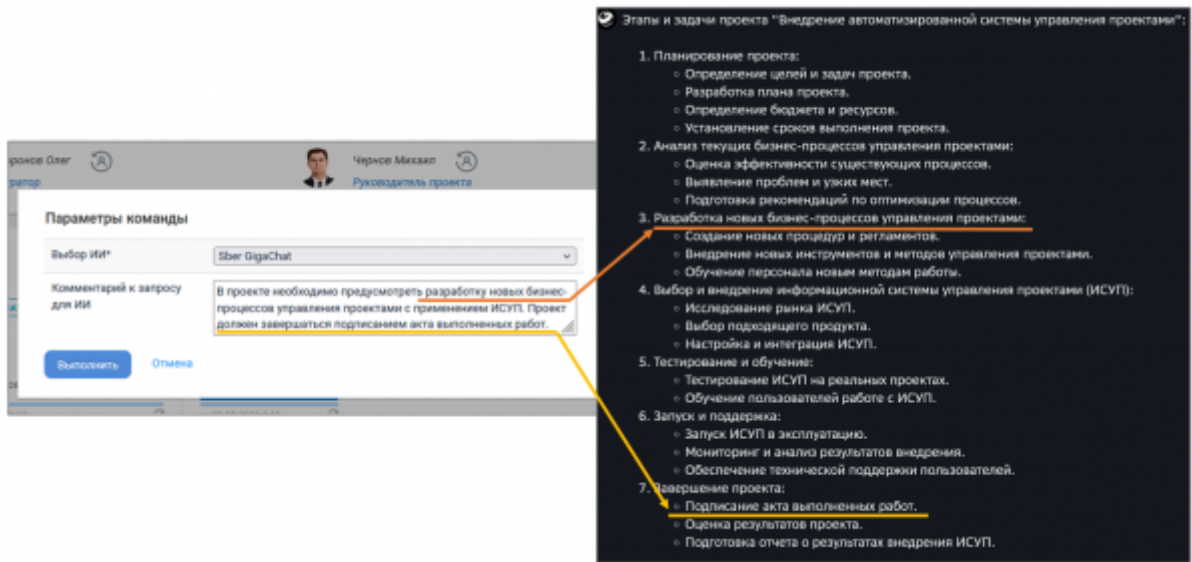 Олег
Чернов Михаил
Руководитель проекта
Параметры команды
Выбор ИИ*
Sber GigaChat
Комментарий к запросу
для ИИ
В проекте необходимо предусмотреть разработку новых бизнес-
процессов управления проектами с применением ИСУП. Проект
должен завершаться подписанием акта выполненных работ.
Выполнить
Отмена
Этапы и задачи проекта "Внедрение автоматизированной системы управления проектами":
1. Планирование проекта:
◦ Определение целей и задач проекта.
◦ Разработка плана проекта.
◦ Определение бюджета и ресурсов.
◦ Установление сроков выполнения проекта.
2. Анализ текущих бизнес-процессов управления проектами:
◦ Оценка эффективности существующих процессов.
◦ Выявление проблем и узких мест.
◦ Подготовка рекомендаций по оптимизации процессов.
3. Разработка новых бизнес-процессов управления проектами:
◦ Создание новых процедур и регламентов.
◦ Внедрение новых инструментов и методов управления проектами.
◦ Обучение персонала новым методам работы.
4. Выбор и внедрение информационной системы управления проектами (ИСУП):
◦ Исследование рынка ИСУП.
◦ Выбор подходящего продукта.
◦ Настройка и интеграция ИСУП.
5. Тестирование и обучение:
◦ Тестирование ИСУП на реальных проектах.
◦ Обучение пользователей работе с ИСУП.
6. Запуск и поддержка:
◦ Запуск ИСУП в эксплуатацию.
◦ Мониторинг и анализ результатов внедрения.
◦ Обеспечение технической поддержки пользователей.
7. Завершение проекта:
◦ Подписание акта выполненных работ.
◦ Оценка результатов проекта.
◦ Подготовка отчета о результатах внедрения ИСУП.